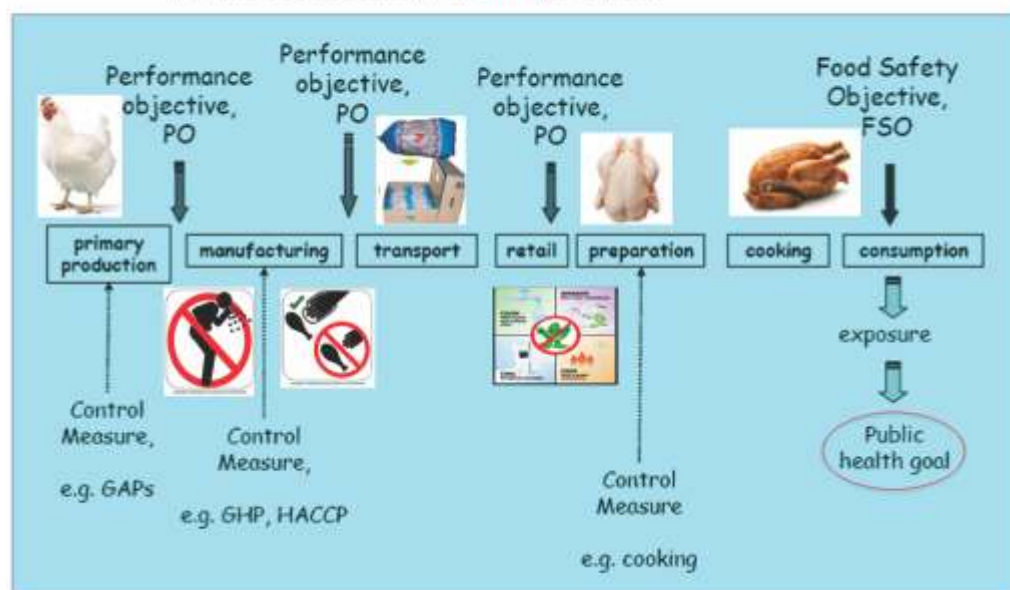 Performance
objective,
PO
Performance
objective,
PO
Performance
objective,
PO
Food Safety
Objective,
FSO
primary
production
manufacturing
transport
retail
preparation
cooking
consumption
exposure
Public
health goal
Control
Measure,
e.g. GAPs
Control
Measure,
e.g. GHP, HACCP
Control
Measure
e.g. cooking